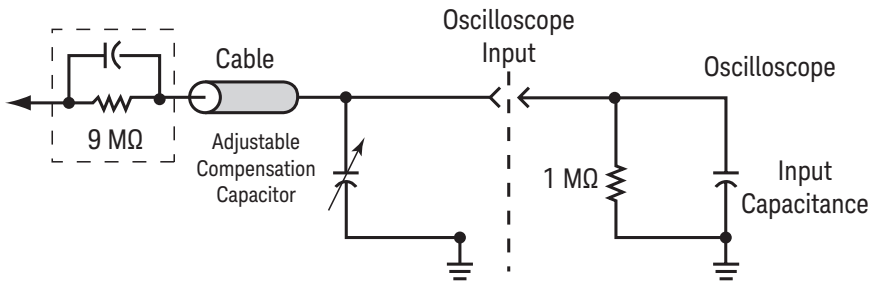 Oscilloscope
Input
Cable
Oscilloscope
9 MΩ
Adjustable
Compensation
Capacitor
1 MΩ
Input
Capacitance